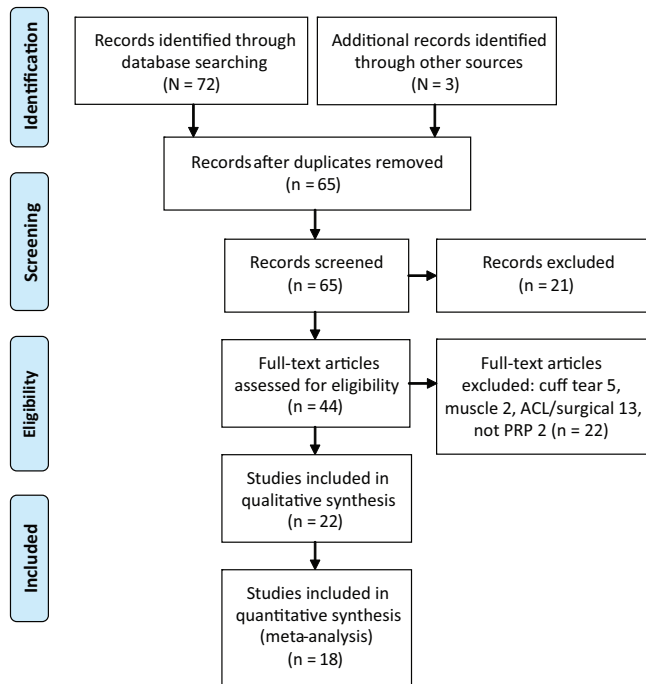 Identification
Records identified through
database searching
(N = 72)
Additional records identified
through other sources
(N = 3)
Records after duplicates removed
(n = 65)
Screening
Records screened
(n = 65)
Records excluded
(n = 21)
Eligibility
Full-text articles
assessed for eligibility
(n = 44)
Full-text articles
excluded: cuff tear 5,
muscle 2, ACL/surgical 13,
not PRP 2 (n = 22)
Studies included in
qualitative synthesis
(n = 22)
Included
Studies included in
quantitative synthesis
(meta-analysis)
(n = 18)